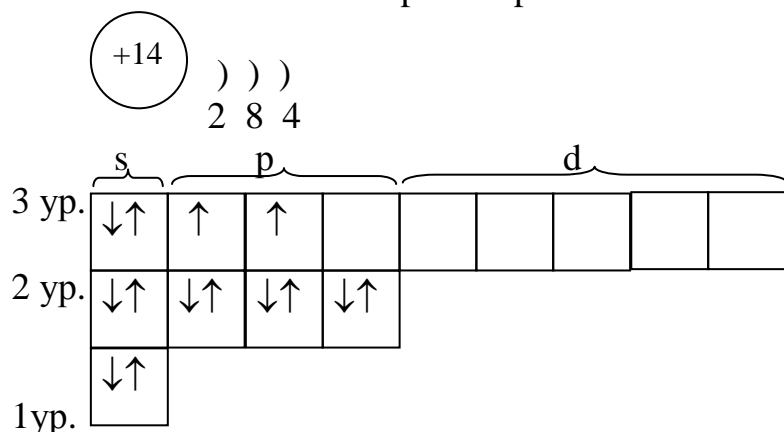 +14
) ) )
2 8 4
s p d
3 ур. ↓↑ ↑ ↑
2 ур. ↓↑ ↓↑ ↓↑ ↓↑
↓↑
1ур.